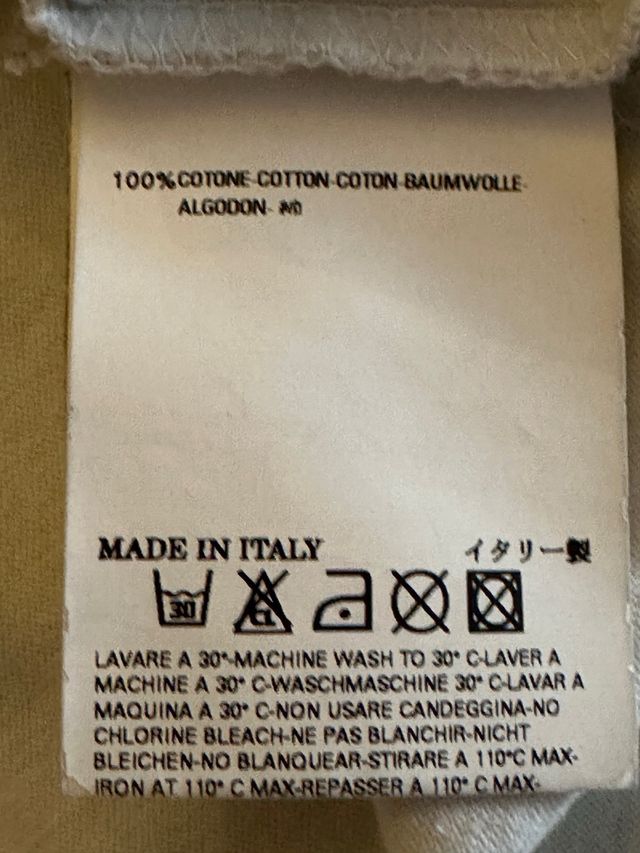 100% COTONE-COTTON-COTON-BAUMWOLLE-
ALGODON-
MADE IN ITALY イタリー製
30 CL
LAVARE A 30°-MACHINE WASH TO 30° C-LAVER A
MACHINE A 30° C-WASCHMASCHINE 30° C-LAVAR A
MAQUINA A 30° C-NON USARE CANDEGGINA-NO
CHLORINE BLEACH-NE PAS BLANCHIR-NICHT
BLEICHEN-NO BLANQUEAR-STIRARE A 110°C MAX-
IRON AT 110° C MAX-REPASSER A 110° C MAX-